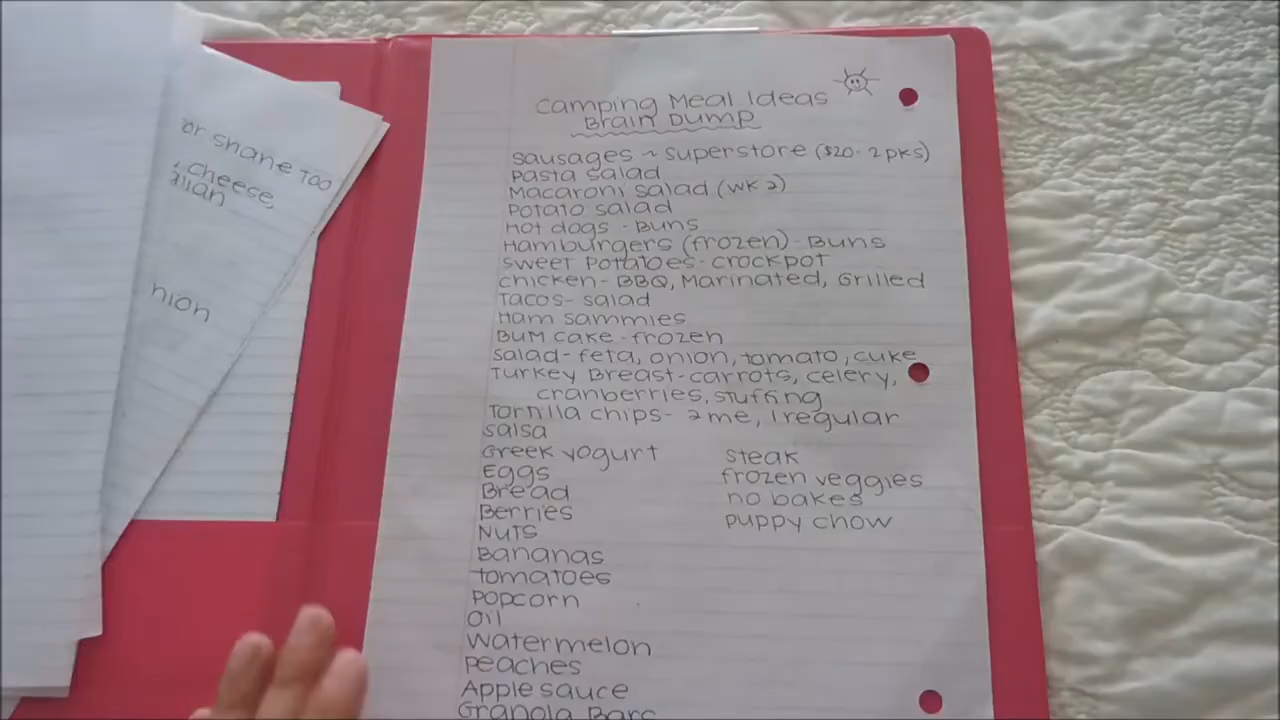 or shane too
, cheese,
alian
nion
Camping Meal Ideas
Brain Dump
Sausages ~ Superstore ($20 - 2 pks)
Pasta salad
Macaroni salad (wk 2)
Potato salad
Hot dogs - Buns
Hamburgers (frozen) - Buns
Sweet Potatoes - crockpot
Chicken - BBQ, Marinated, Grilled
Tacos - salad
Ham sammies
Bum cake - frozen
Salad - feta, onion, tomato, cuke
Turkey Breast - carrots, celery,
cranberries, stuffing
Tortilla chips - 2 me, 1 regular
salsa
Greek yogurt
Eggs
Bread
Berries
Nuts
Bananas
tomatoes
Popcorn
Oil
Watermelon
Peaches
Apple sauce
Granola Bars
steak
frozen veggies
no bakes
puppy chow